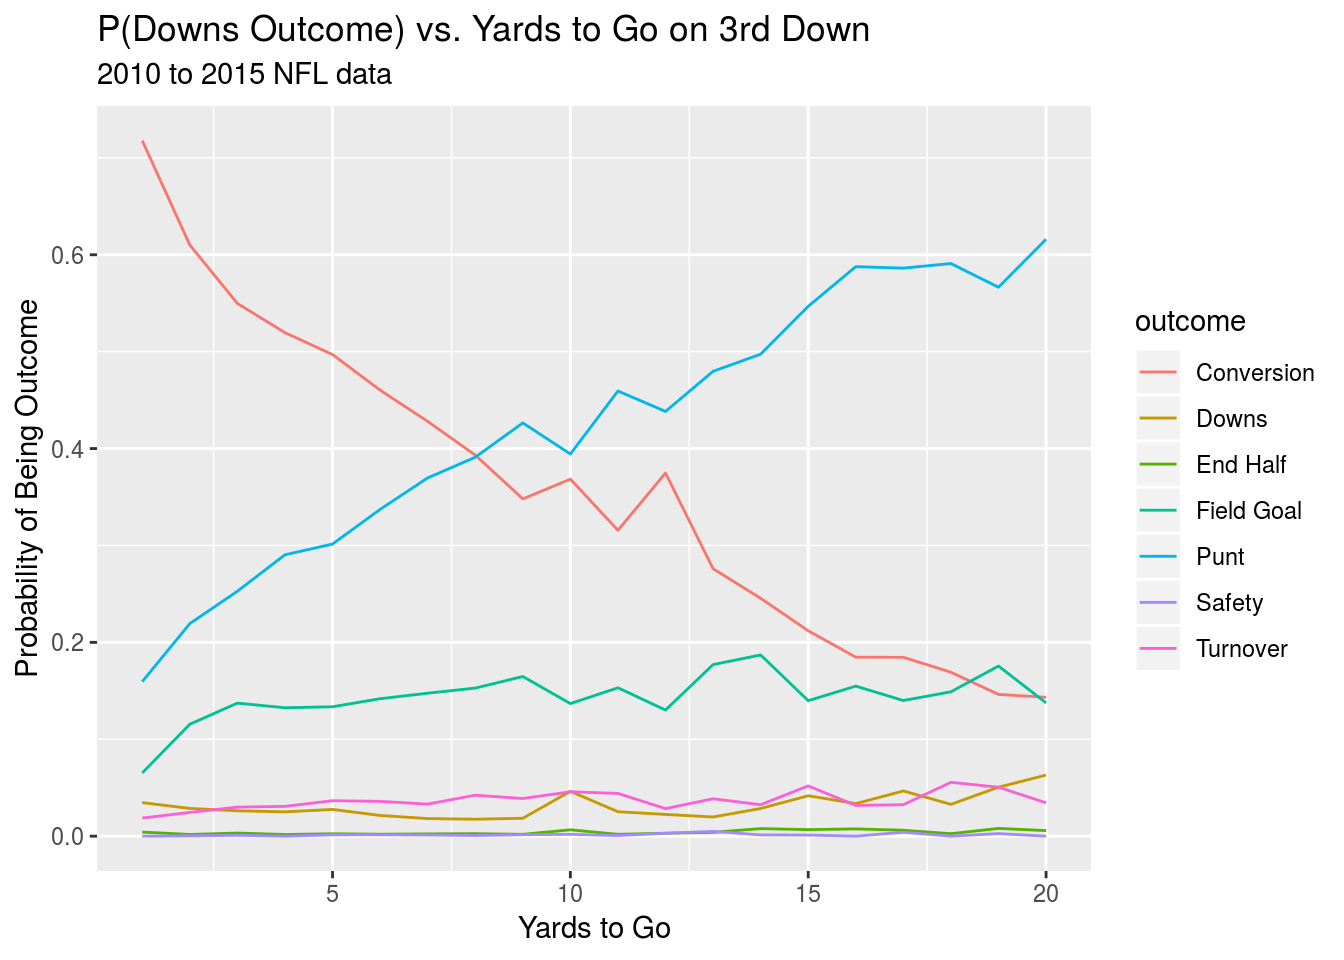 P(Downs Outcome) vs. Yards to Go on 3rd Down
2010 to 2015 NFL data
Probability of Being Outcome
0.6
0.4
0.2
0.0
5
10
15
20
Yards to Go
outcome
Conversion
Downs
End Half
Field Goal
Punt
Safety
Turnover